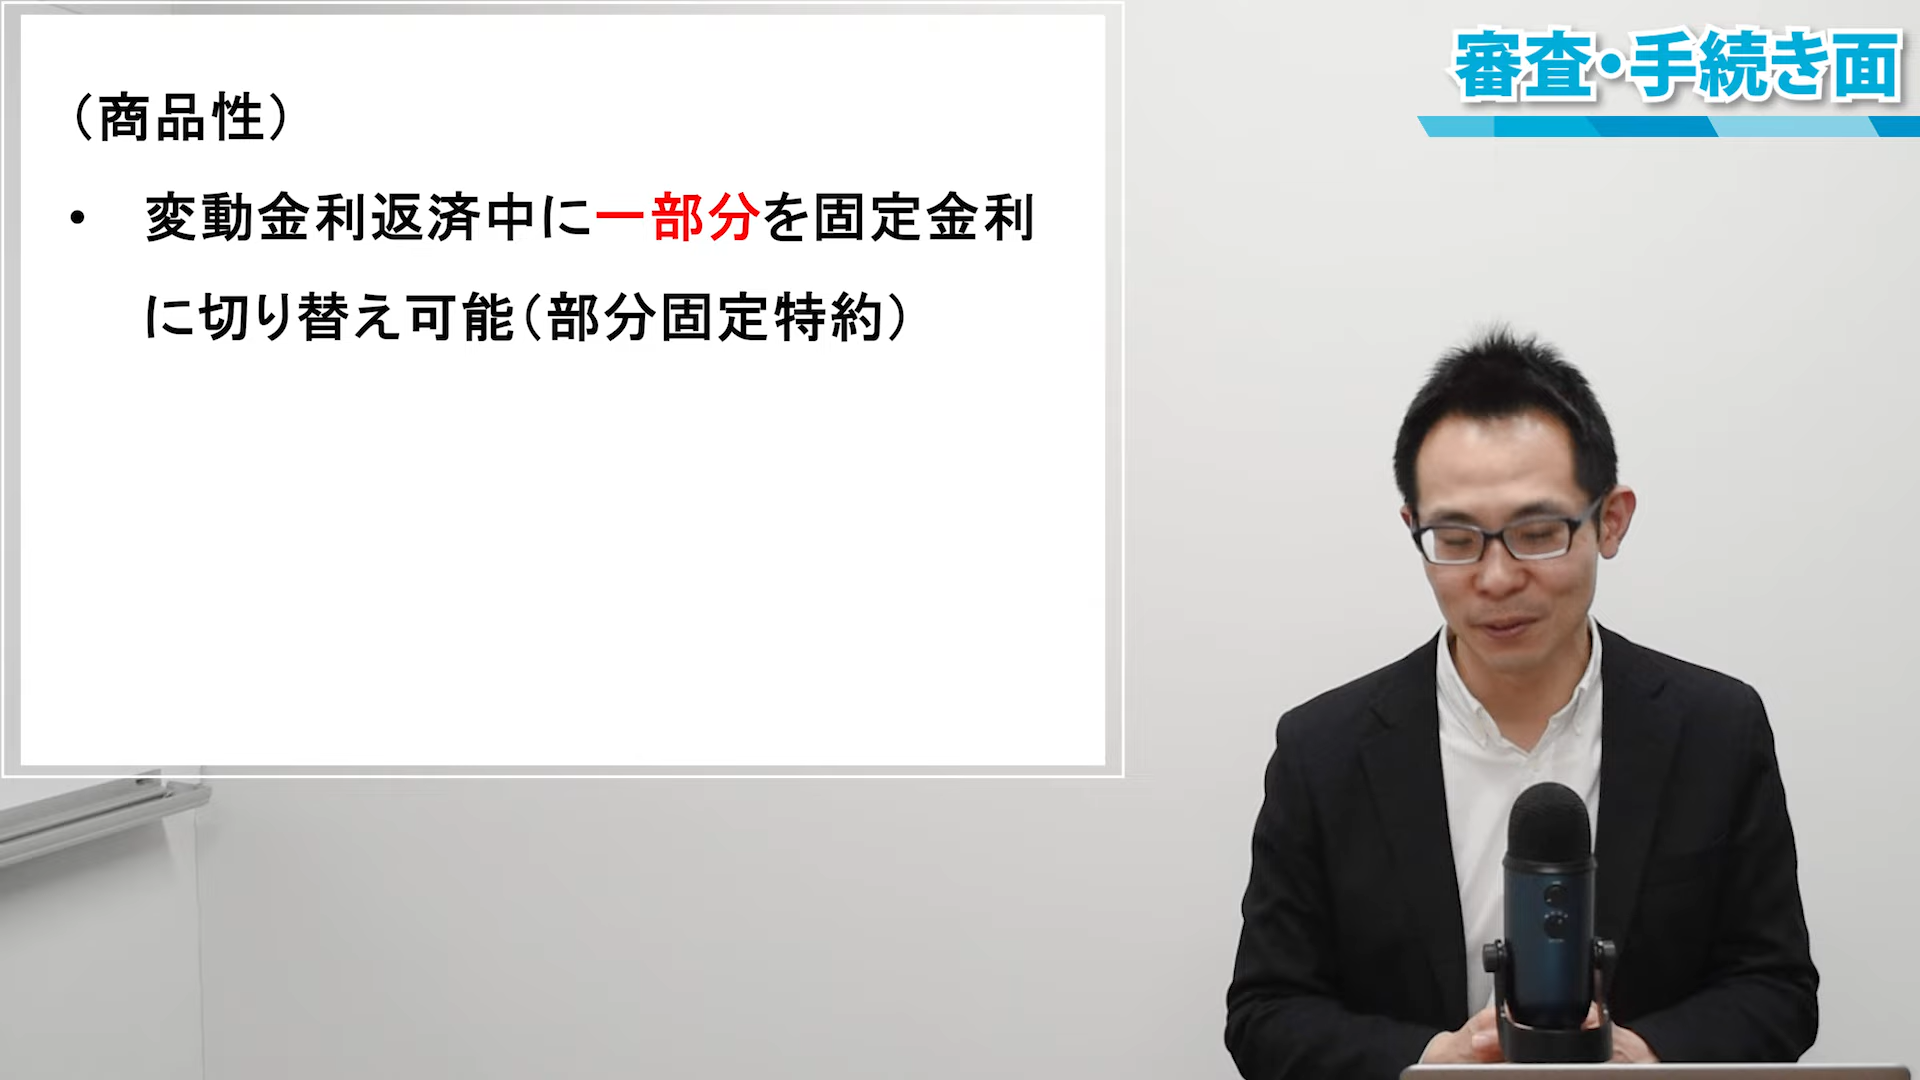 審査・手続き面
（商品性）
• 変動金利返済中に一部分を固定金利
に切り替え可能（部分固定特約）